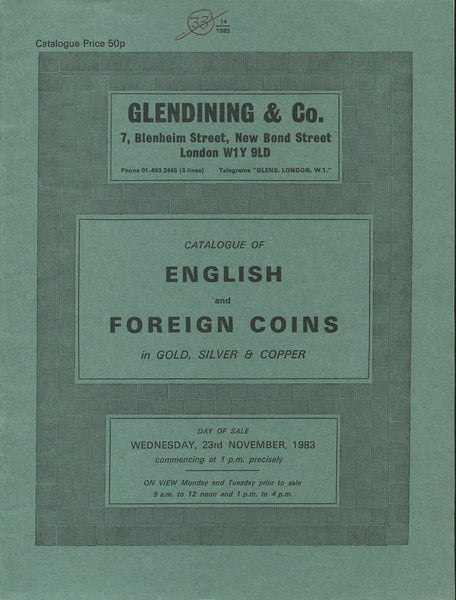 33
14
1983
Catalogue Price 50p
GLENDINING & Co.
7, Blenheim Street, New Bond Street
London W1Y 9LD
Phone 01-493 2445 (3 lines) Telegrams "GLENS, LONDON, W.1."
CATALOGUE OF
ENGLISH
and
FOREIGN COINS
in GOLD, SILVER & COPPER
DAY OF SALE
WEDNESDAY, 23rd NOVEMBER, 1983
commencing at 1 p.m. precisely
ON VIEW Monday and Tuesday prior to sale
9 a.m. to 12 noon and 1 p.m. to 4 p.m.